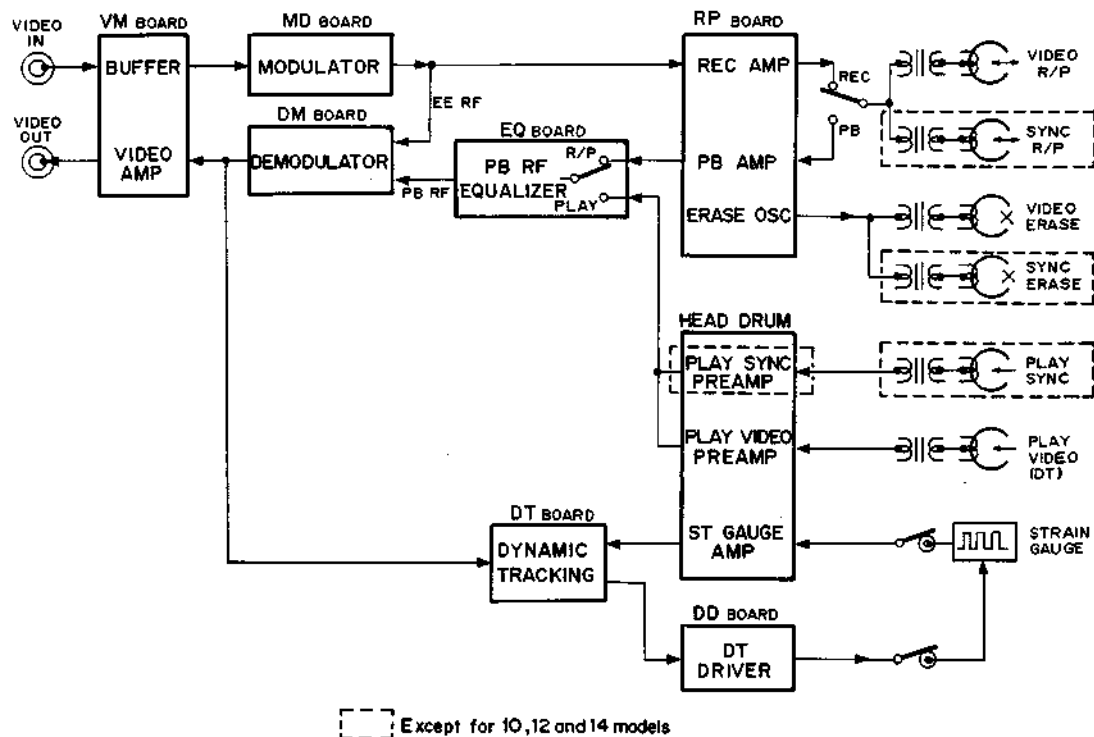 VIDEO
IN
VM BOARD
BUFFER
VIDEO
OUT
VIDEO
AMP
MD BOARD
MODULATOR
EE RF
DM BOARD
DEMODULATOR
PB RF
EQ BOARD
R/P
PB RF
EQUALIZER
PLAY
RP BOARD
REC AMP
PB AMP
ERASE OSC
REC
PB
VIDEO
R/P
SYNC
R/P
VIDEO
ERASE
SYNC
ERASE
HEAD DRUM
PLAY SYNC
PREAMP
PLAY VIDEO
PREAMP
ST GAUGE
AMP
PLAY
SYNC
PLAY
VIDEO
(DT)
STRAIN
GAUGE
DT BOARD
DYNAMIC
TRACKING
DD BOARD
DT
DRIVER
Except for 10,12 and 14 models